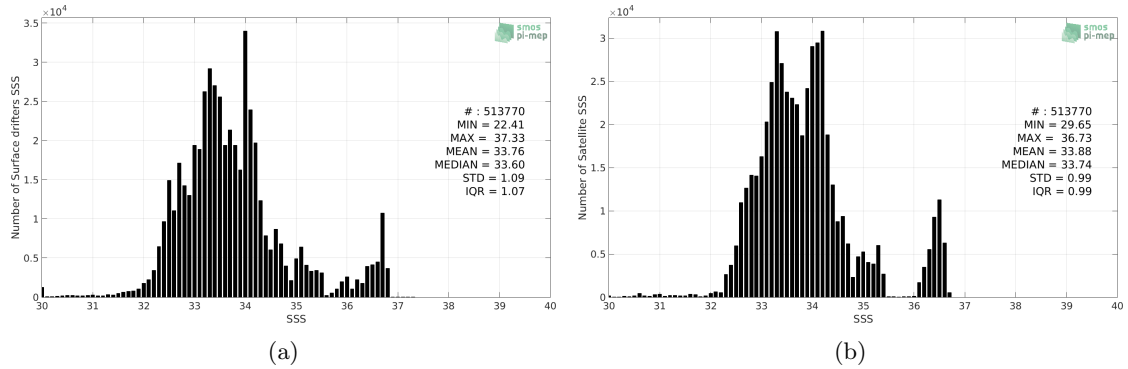 ×10⁴
3.5
3
2.5
2
1.5
1
0.5
0
Number of Surface drifters SSS
smos
pi-mep
# : 513770
MIN = 22.41
MAX = 37.33
MEAN = 33.76
MEDIAN = 33.60
STD = 1.09
IQR = 1.07
30 31 32 33 34 35 36 37 38 39 40
SSS
(a)
×10⁴
3
2.5
2
1.5
1
0.5
0
Number of Satellite SSS
smos
pi-mep
# : 513770
MIN = 29.65
MAX = 36.73
MEAN = 33.88
MEDIAN = 33.74
STD = 0.99
IQR = 0.99
30 31 32 33 34 35 36 37 38 39 40
SSS
(b)